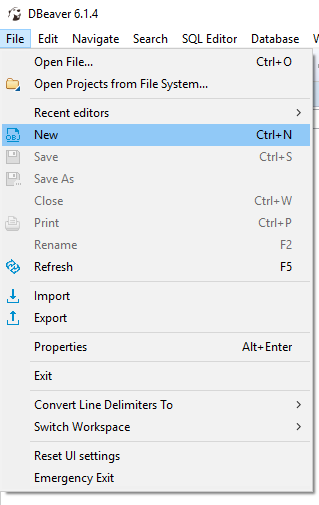 DBeaver 6.1.4
File Edit Navigate Search SQL Editor Database
Open File... Ctrl+O
Open Projects from File System...
Recent editors
New Ctrl+N
Save Ctrl+S
Save As
Close Ctrl+W
Print Ctrl+P
Rename F2
Refresh F5
Import
Export
Properties Alt+Enter
Exit
Convert Line Delimiters To
Switch Workspace
Reset UI settings
Emergency Exit